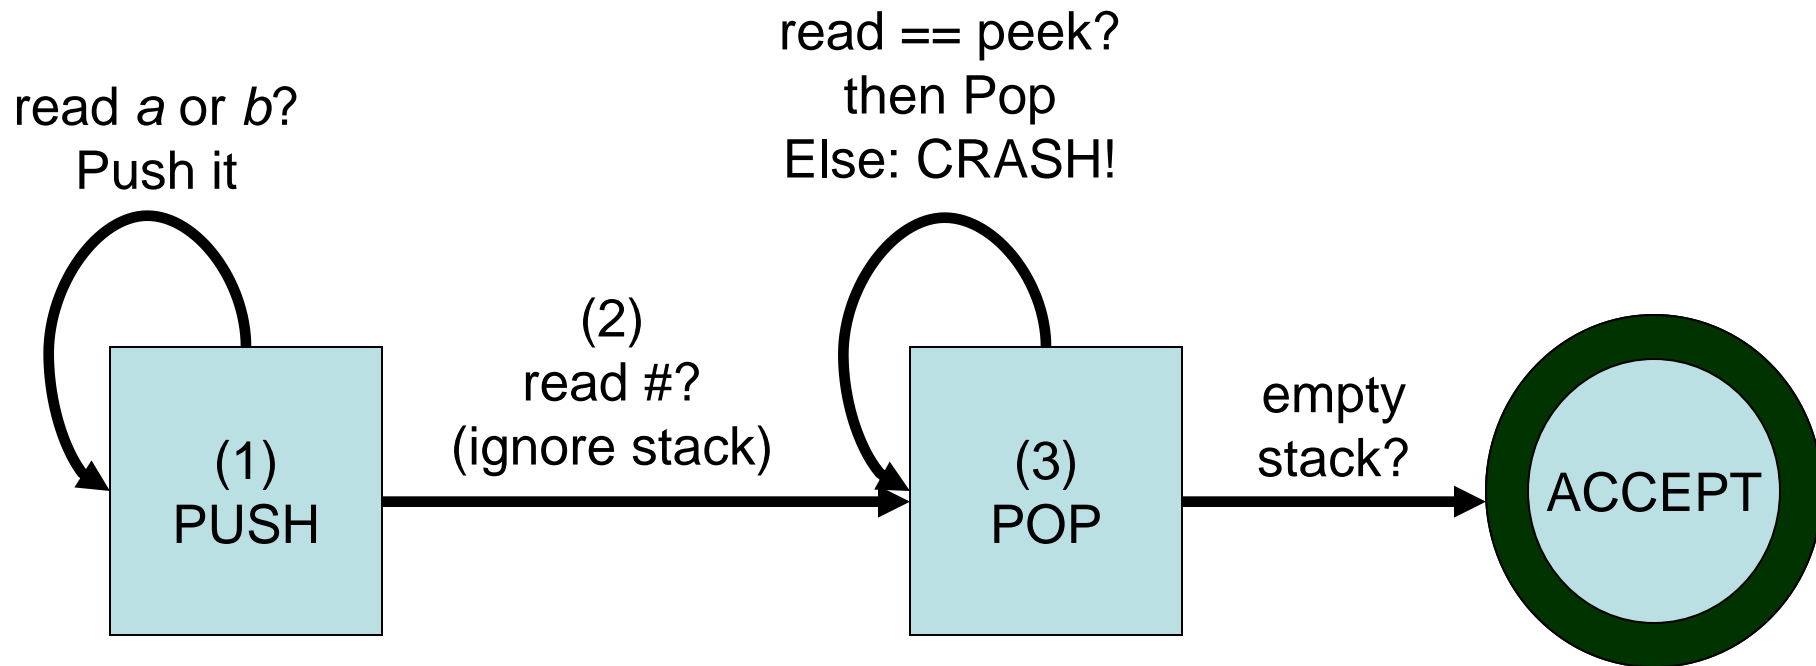 read a or b?
Push it
(1)
PUSH
(2)
read #?
(ignore stack)
read == peek?
then Pop
Else: CRASH!
(3)
POP
empty
stack?
ACCEPT